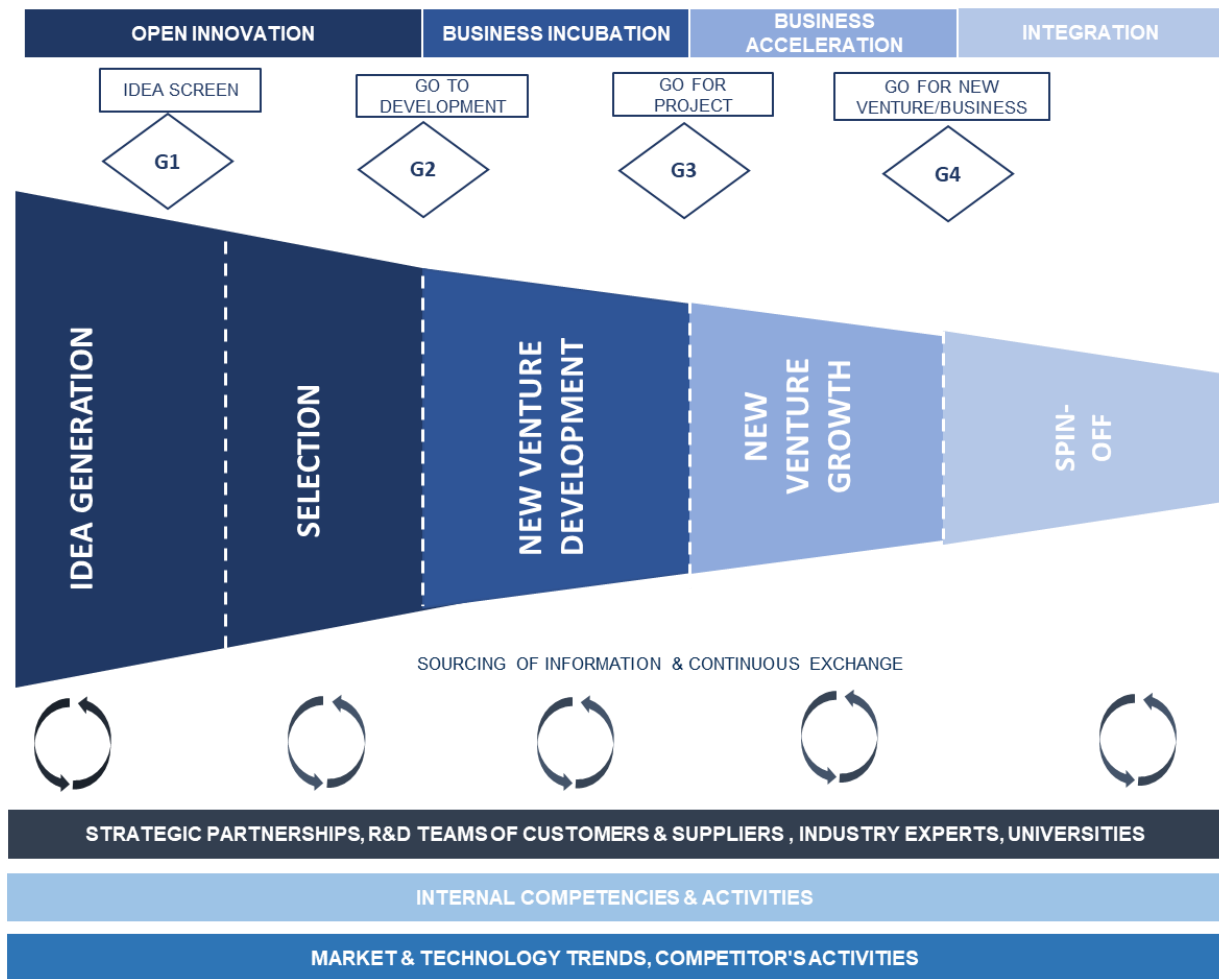 OPEN INNOVATION
BUSINESS INCUBATION
BUSINESS
ACCELERATION
INTEGRATION
IDEA SCREEN
GO TO
DEVELOPMENT
GO FOR
PROJECT
GO FOR NEW
VENTURE/BUSINESS
G1
G2
G3
G4
IDEA GENERATION
SELECTION
NEW VENTURE
DEVELOPMENT
NEW
VENTURE
GROWTH
SPIN-
OFF
SOURCING OF INFORMATION & CONTINUOUS EXCHANGE
STRATEGIC PARTNERSHIPS, R&D TEAMS OF CUSTOMERS & SUPPLIERS , INDUSTRY EXPERTS, UNIVERSITIES
INTERNAL COMPETENCIES & ACTIVITIES
MARKET & TECHNOLOGY TRENDS, COMPETITOR'S ACTIVITIES